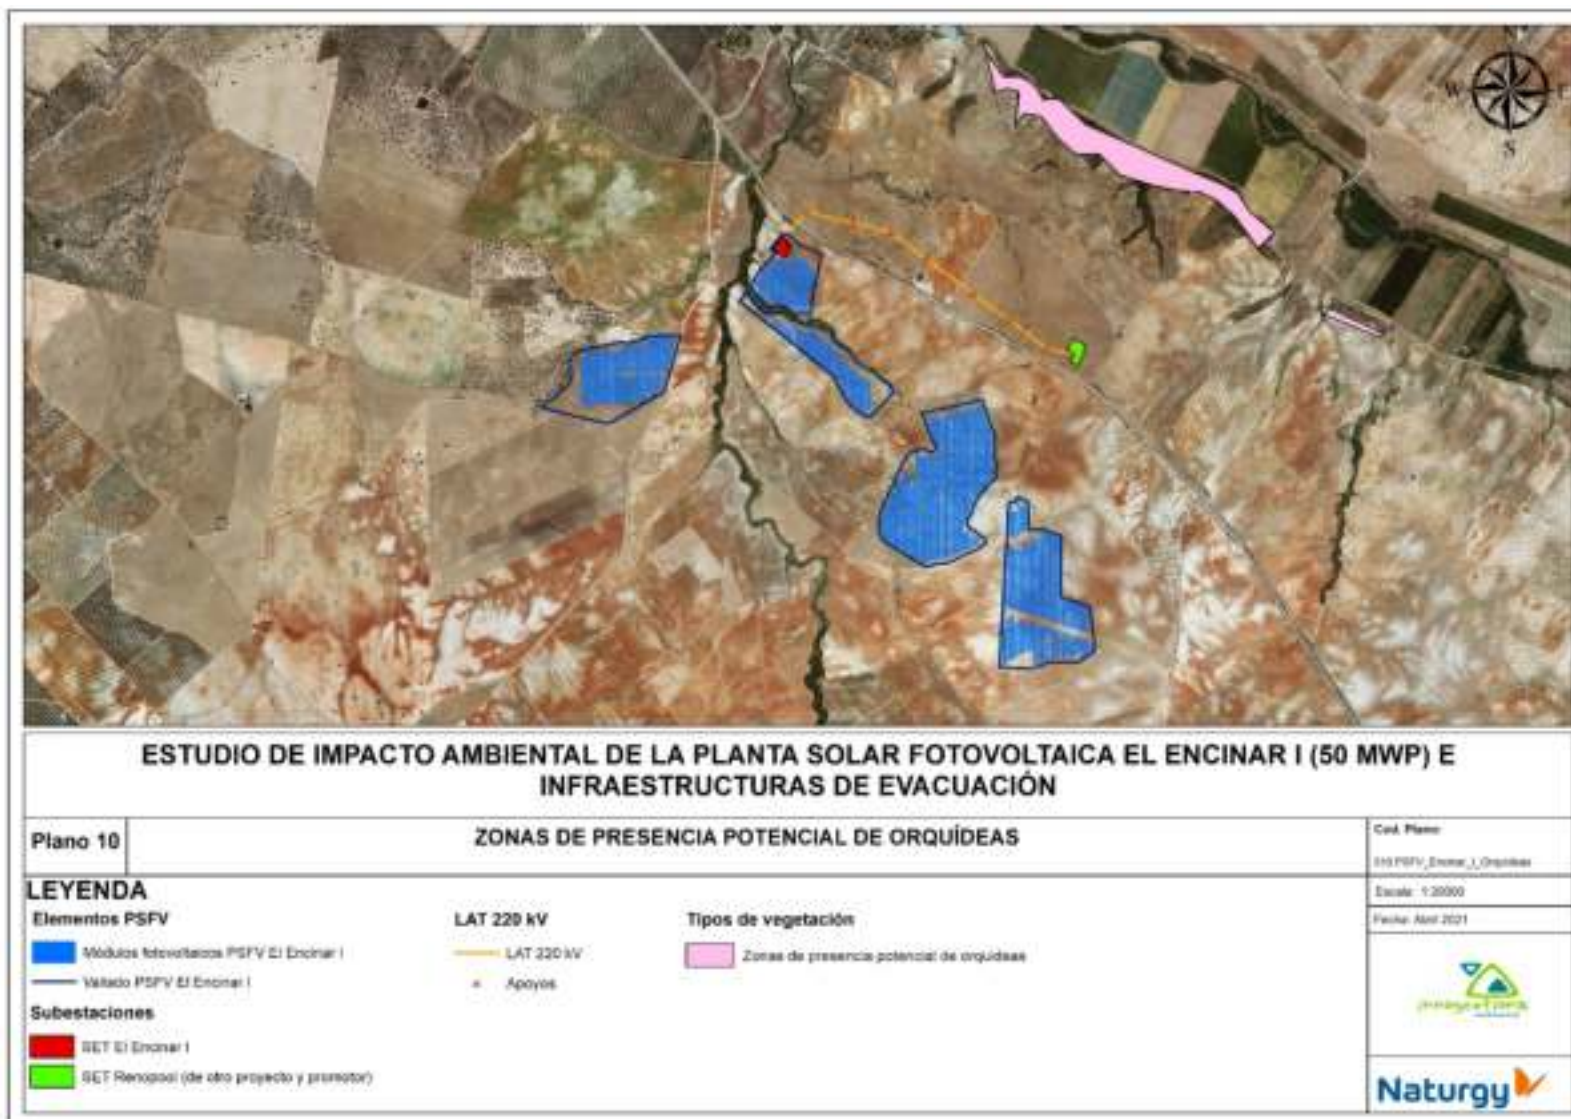 N
W
E
S
ESTUDIO DE IMPACTO AMBIENTAL DE LA PLANTA SOLAR FOTOVOLTAICA EL ENCINAR I (50 MWP) E
INFRAESTRUCTURAS DE EVACUACIÓN
Plano 10
ZONAS DE PRESENCIA POTENCIAL DE ORQUÍDEAS
Cod. Plano:
Escala: 1:20000
Fecha: Abril 2021
LEYENDA
Elementos PSFV
Módulos fotovoltaicos PSFV El Encinar I
Vallado PSFV El Encinar I
Subestaciones
SET El Encinar I
SET Renopool (de otro proyecto y promotor)
LAT 220 kV
LAT 220 kV
Apoyos
Tipos de vegetación
Zonas de presencia potencial de orquídeas
Naturgy